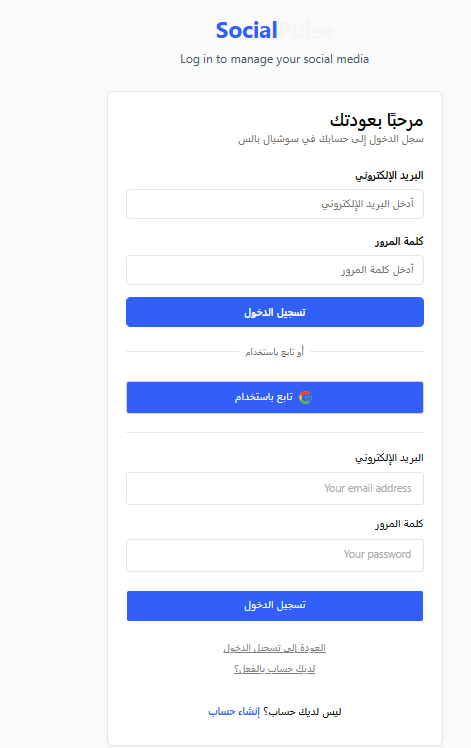 SocialPulse
Log in to manage your social media
مرحبًا بعودتك
سجل الدخول إلى حسابك في سوشيال بالس
البريد الإلكتروني
أدخل البريد الإلكتروني
كلمة المرور
أدخل كلمة المرور
تسجيل الدخول
أو تابع باستخدام
تابع باستخدام
البريد الإلكتروني
Your email address
كلمة المرور
Your password
تسجيل الدخول
العودة إلى تسجيل الدخول
لديك حساب بالفعل؟
ليس لديك حساب؟ إنشاء حساب